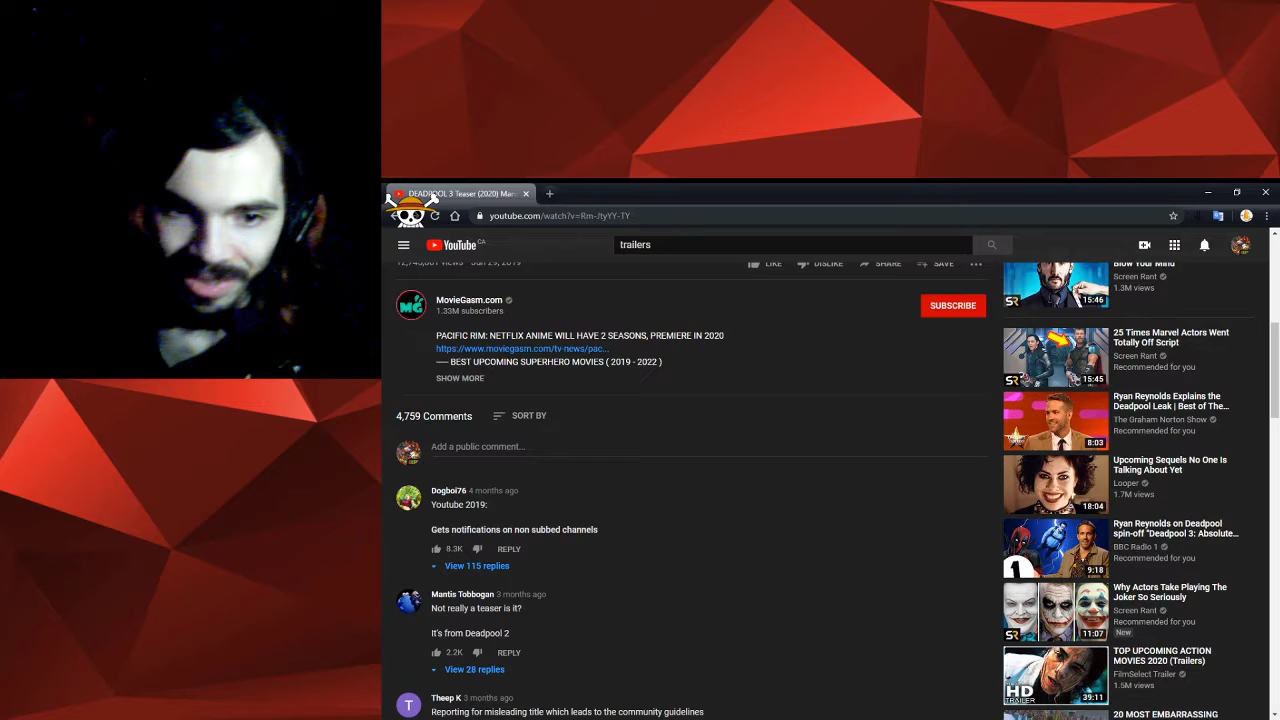 DEADPOOL 3 Teaser (2020) Mar
youtube.com/watch?v=Rm-JtyYY-TY
YouTube CA
trailers
LIKE DISLIKE SHARE SAVE
MovieGasm.com
1.33M subscribers
SUBSCRIBE
PACIFIC RIM: NETFLIX ANIME WILL HAVE 2 SEASONS, PREMIERE IN 2020
https://www.moviegasm.com/tv-news/pac...
── BEST UPCOMING SUPERHERO MOVIES ( 2019 - 2022 )
SHOW MORE
4,759 Comments SORT BY
Add a public comment...
Dogboi76 4 months ago
Youtube 2019:
Gets notifications on non subbed channels
8.3K REPLY
View 115 replies
Mantis Tobbogan 3 months ago
Not really a teaser is it?
It's from Deadpool 2
2.2K REPLY
View 28 replies
T
Theep K 3 months ago
Reporting for misleading title which leads to the community guidelines
Blow Your Mind
Screen Rant
1.3M views
SR
15:46
25 Times Marvel Actors Went
Totally Off Script
Screen Rant
Recommended for you
SR
15:45
Ryan Reynolds Explains the
Deadpool Leak | Best of The...
The Graham Norton Show
Recommended for you
8:03
Upcoming Sequels No One Is
Talking About Yet
Looper
1.7M views
18:04
Ryan Reynolds on Deadpool
spin-off "Deadpool 3: Absolute...
BBC Radio 1
Recommended for you
1
9:18
Why Actors Take Playing The
Joker So Seriously
Screen Rant
Recommended for you
New
SR
11:07
TOP UPCOMING ACTION
MOVIES 2020 (Trailers)
FilmSelect Trailer
1.5M views
HD
39:11
20 MOST EMBARRASSING